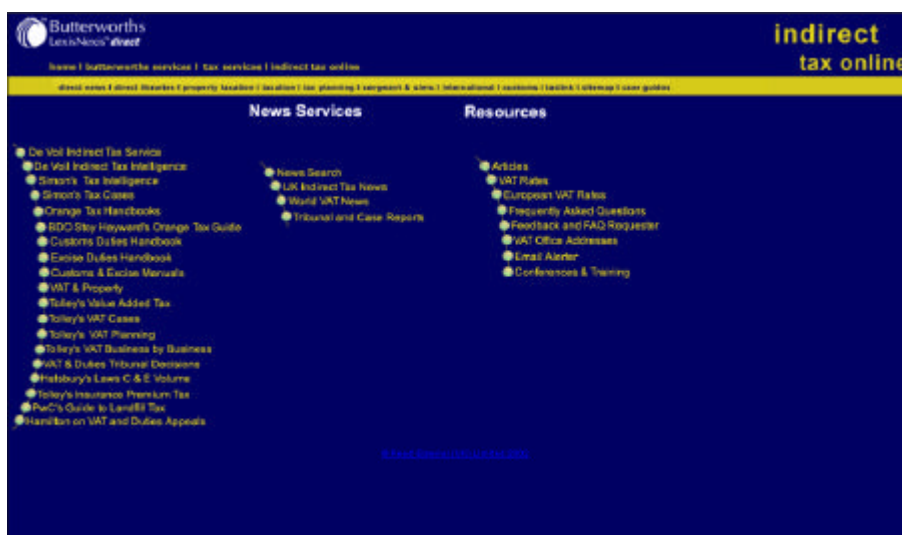 Butterworths
LexisNexis™ direct
indirect
tax online
home | butterworths services | tax services | indirect tax online
News Services
Resources
De Voil Indirect Tax Service
De Voil Indirect Tax Intelligence
Simon's Tax Intelligence
Simon's Tax Cases
Orange Tax Handbooks
BDO Stoy Hayward's Orange Tax Guide
Customs Duties Handbook
Excise Duties Handbook
Customs & Excise Manuals
VAT & Property
Tolley's Value Added Tax
Tolley's VAT Cases
Tolley's VAT Planning
Tolley's VAT Business by Business
VAT & Duties Tribunal Decisions
Halsbury's Laws C & E Volume
Tolley's Insurance Premium Tax
PwC's Guide to Landfill Tax
Hamilton on VAT and Duties Appeals
News Search
UK Indirect Tax News
World VAT News
Tribunal and Case Reports
Articles
VAT Rates
European VAT Rates
Frequently Asked Questions
Feedback and FAQ Requester
VAT Office Addresses
Email Alerter
Conferences & Training